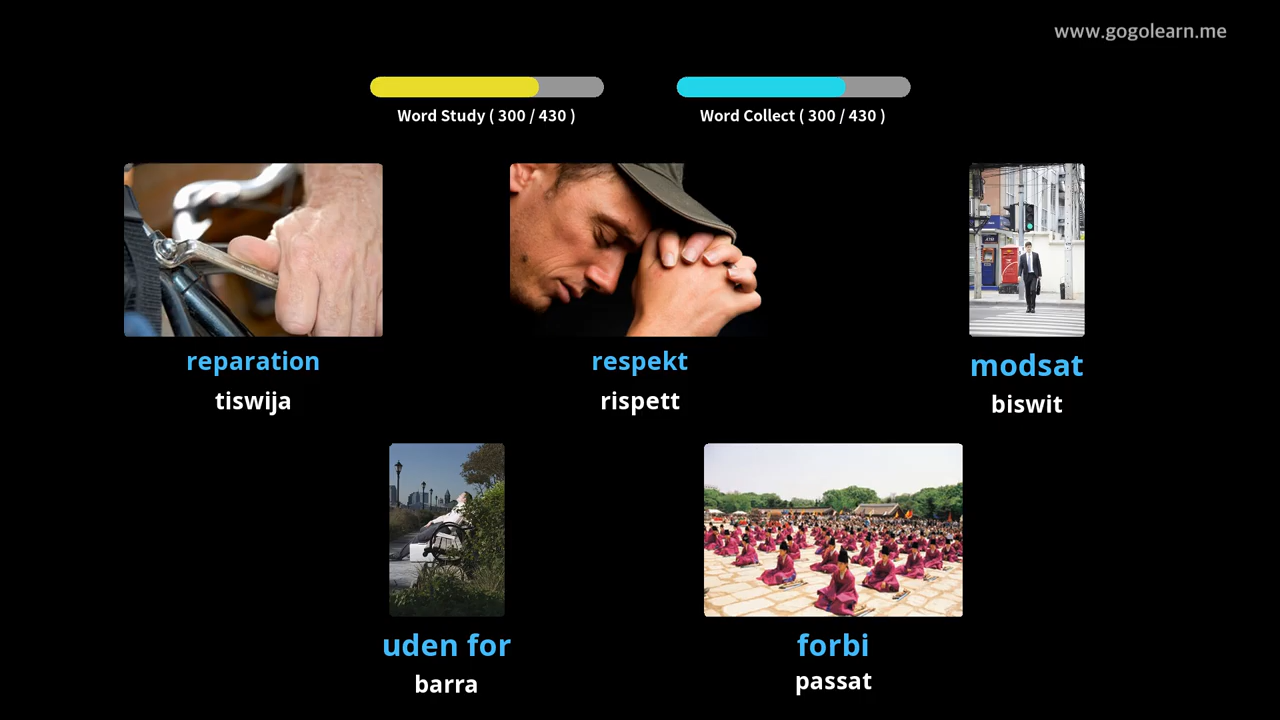 www.gogolearn.me
Word Study ( 300 / 430 )
Word Collect ( 300 / 430 )
reparation
tiswija
respekt
rispett
modsat
biswit
uden for
barra
forbi
passat